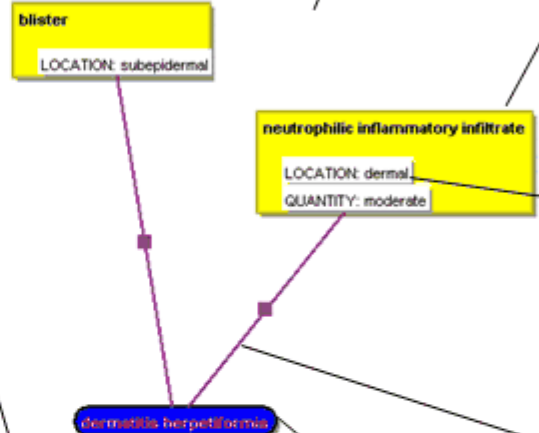 blister
LOCATION: subepidermal
neutrophilic inflammatory infiltrate
LOCATION: dermal
QUANTITY: moderate
dermatitis herpetiformis